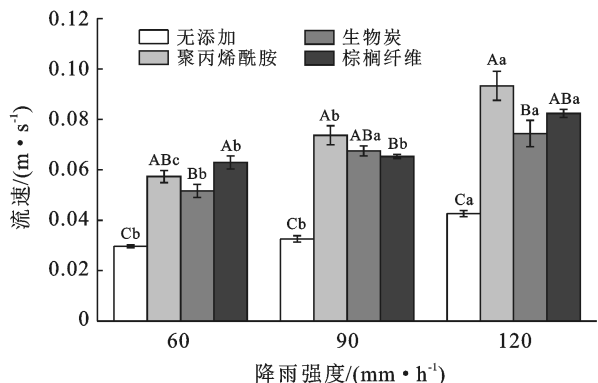 0.12
0.10
0.08
0.06
0.04
0.02
0
流速/(m·s⁻¹)
无添加 生物炭
聚丙烯酰胺 棕榈纤维
Cb ABc Bb Ab
Cb Ab ABa Bb
Ca Aa Ba ABa
60 90 120
降雨强度/(mm·h⁻¹)